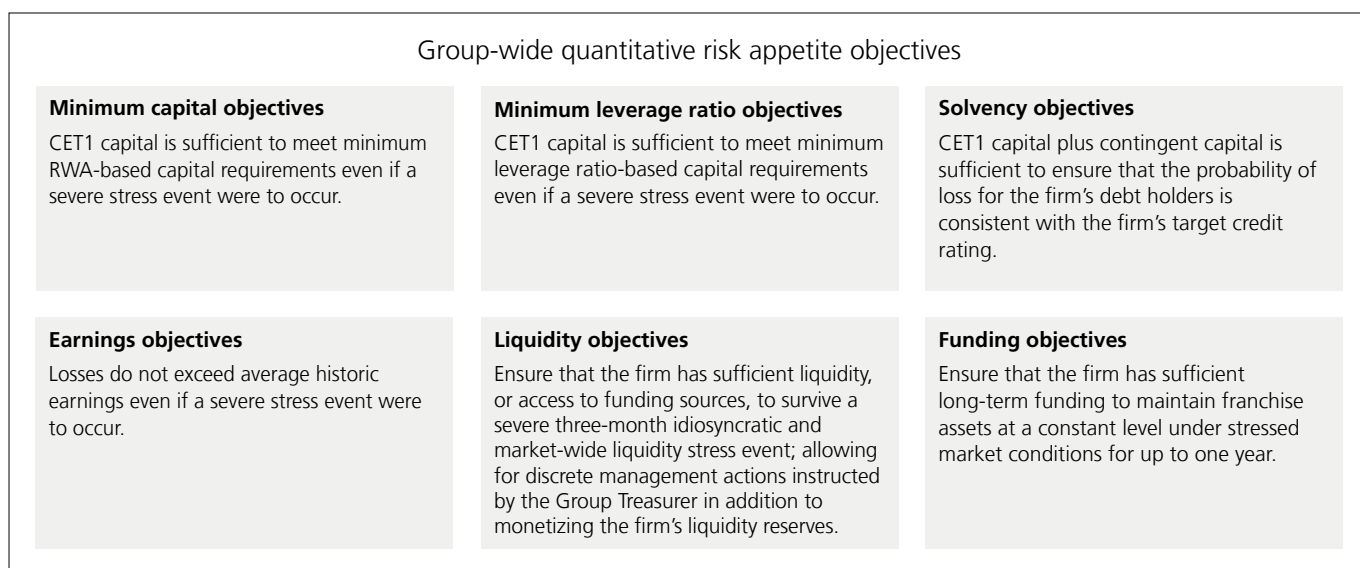 Group-wide quantitative risk appetite objectives
Minimum capital objectives
CET1 capital is sufficient to meet minimum
RWA-based capital requirements even if a
severe stress event were to occur.
Minimum leverage ratio objectives
CET1 capital is sufficient to meet minimum
leverage ratio-based capital requirements
even if a severe stress event were to occur.
Solvency objectives
CET1 capital plus contingent capital is
sufficient to ensure that the probability of
loss for the firm’s debt holders is
consistent with the firm’s target credit
rating.
Earnings objectives
Losses do not exceed average historic
earnings even if a severe stress event were
to occur.
Liquidity objectives
Ensure that the firm has sufficient liquidity,
or access to funding sources, to survive a
severe three-month idiosyncratic and
market-wide liquidity stress event; allowing
for discrete management actions instructed
by the Group Treasurer in addition to
monetizing the firm’s liquidity reserves.
Funding objectives
Ensure that the firm has sufficient
long-term funding to maintain franchise
assets at a constant level under stressed
market conditions for up to one year.